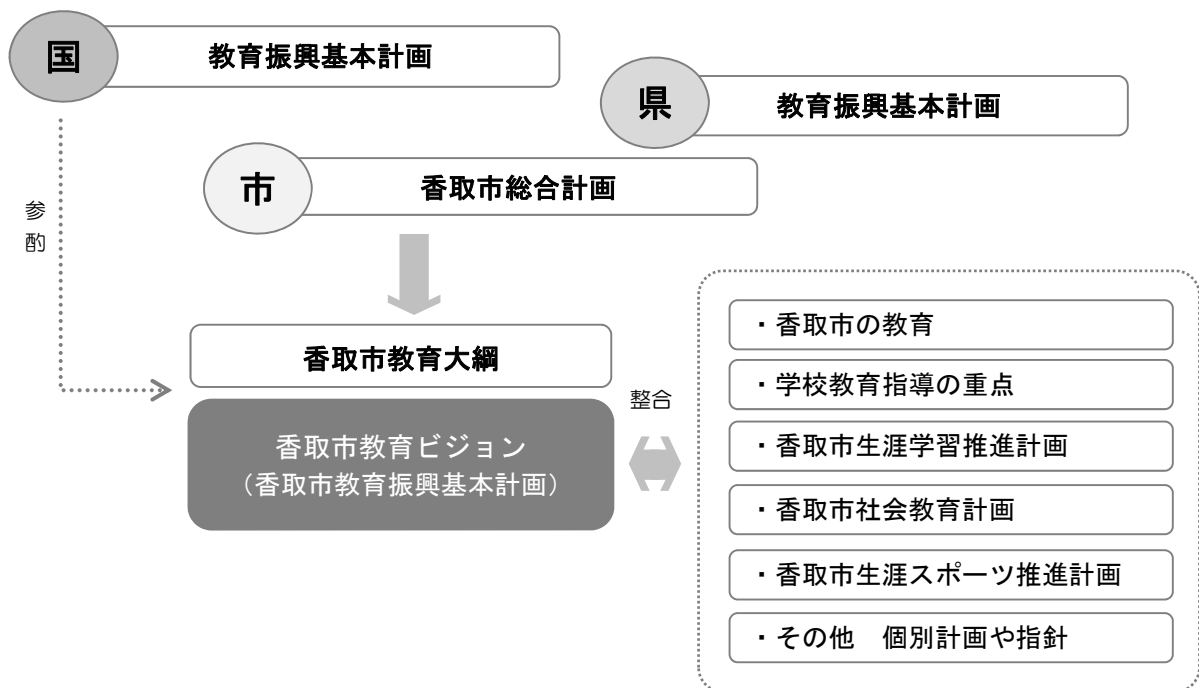 国
教育振興基本計画
県
教育振興基本計画
市
香取市総合計画
参
酌
香取市教育大綱
整合
香取市教育ビジョン
（香取市教育振興基本計画）
・香取市の教育
・学校教育指導の重点
・香取市生涯学習推進計画
・香取市社会教育計画
・香取市生涯スポーツ推進計画
・その他　個別計画や指針